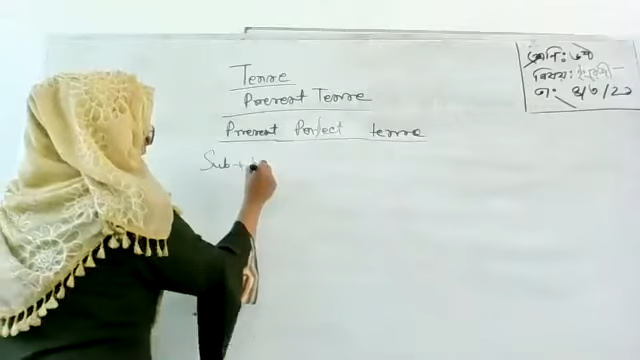 Tense
Present Tense
Present Perfect tense
Sub +
শ্রেণি: ৬ষ্ঠ
বিষয়: ইংরেজী